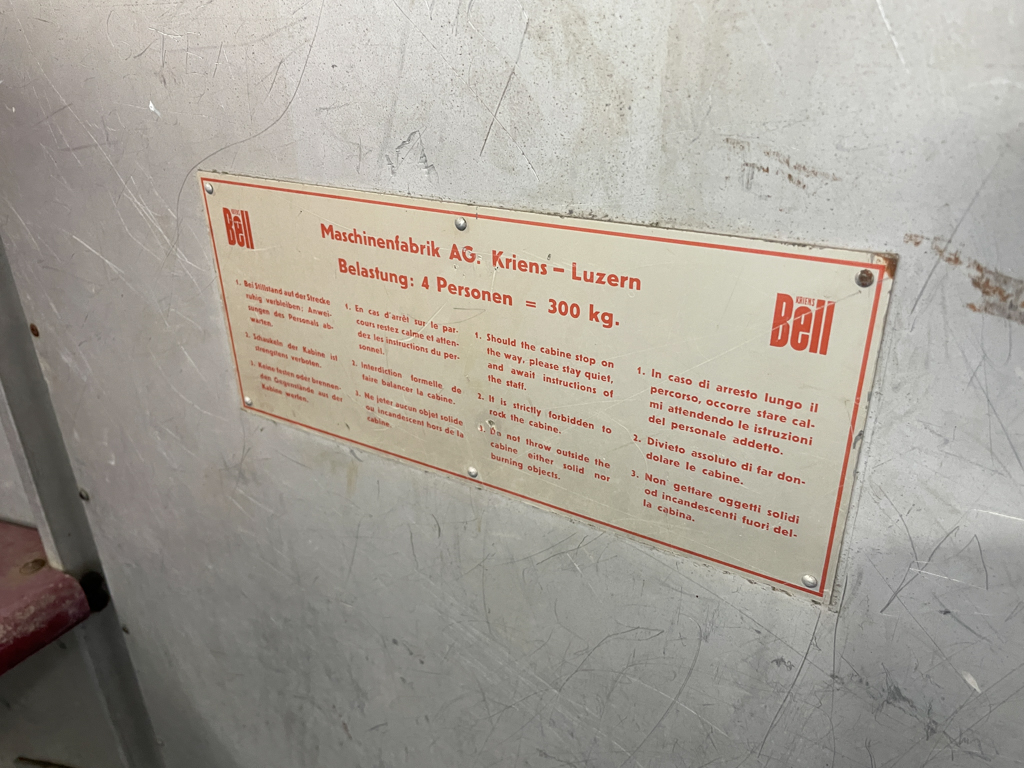 Bell
Maschinenfabrik AG. Kriens – Luzern
Belastung: 4 Personen = 300 kg.
KRIENS
Bell
1. Bei Stillstand auf der Strecke
ruhig verbleiben: Anwei-
sungen des Personals ab-
warten.
2. Schaukeln der Kabine ist
strengstens verboten.
3. Keine festen oder brennen-
den Gegenstände aus der
Kabine werfen.
1. En cas d'arrêt sur le par-
cours restez calme et atten-
dez les instructions du per-
sonnel.
2. Interdiction formelle de
faire balancer la cabine.
3. Ne jeter aucun objet solide
ou incandescent hors de la
cabine.
1. Should the cabine stop on
the way, please stay quiet,
and await instructions of
the staff.
2. It is strictly forbidden to
rock the cabine.
3. Do not throw outside the
cabine either solid nor
burning objects.
1. In caso di arresto lungo il
percorso, occorre stare cal-
mi attendendo le istruzioni
del personale addetto.
2. Divieto assoluto di far don-
dolare le cabine.
3. Non gettare oggetti solidi
od incandescenti fuori del-
la cabina.